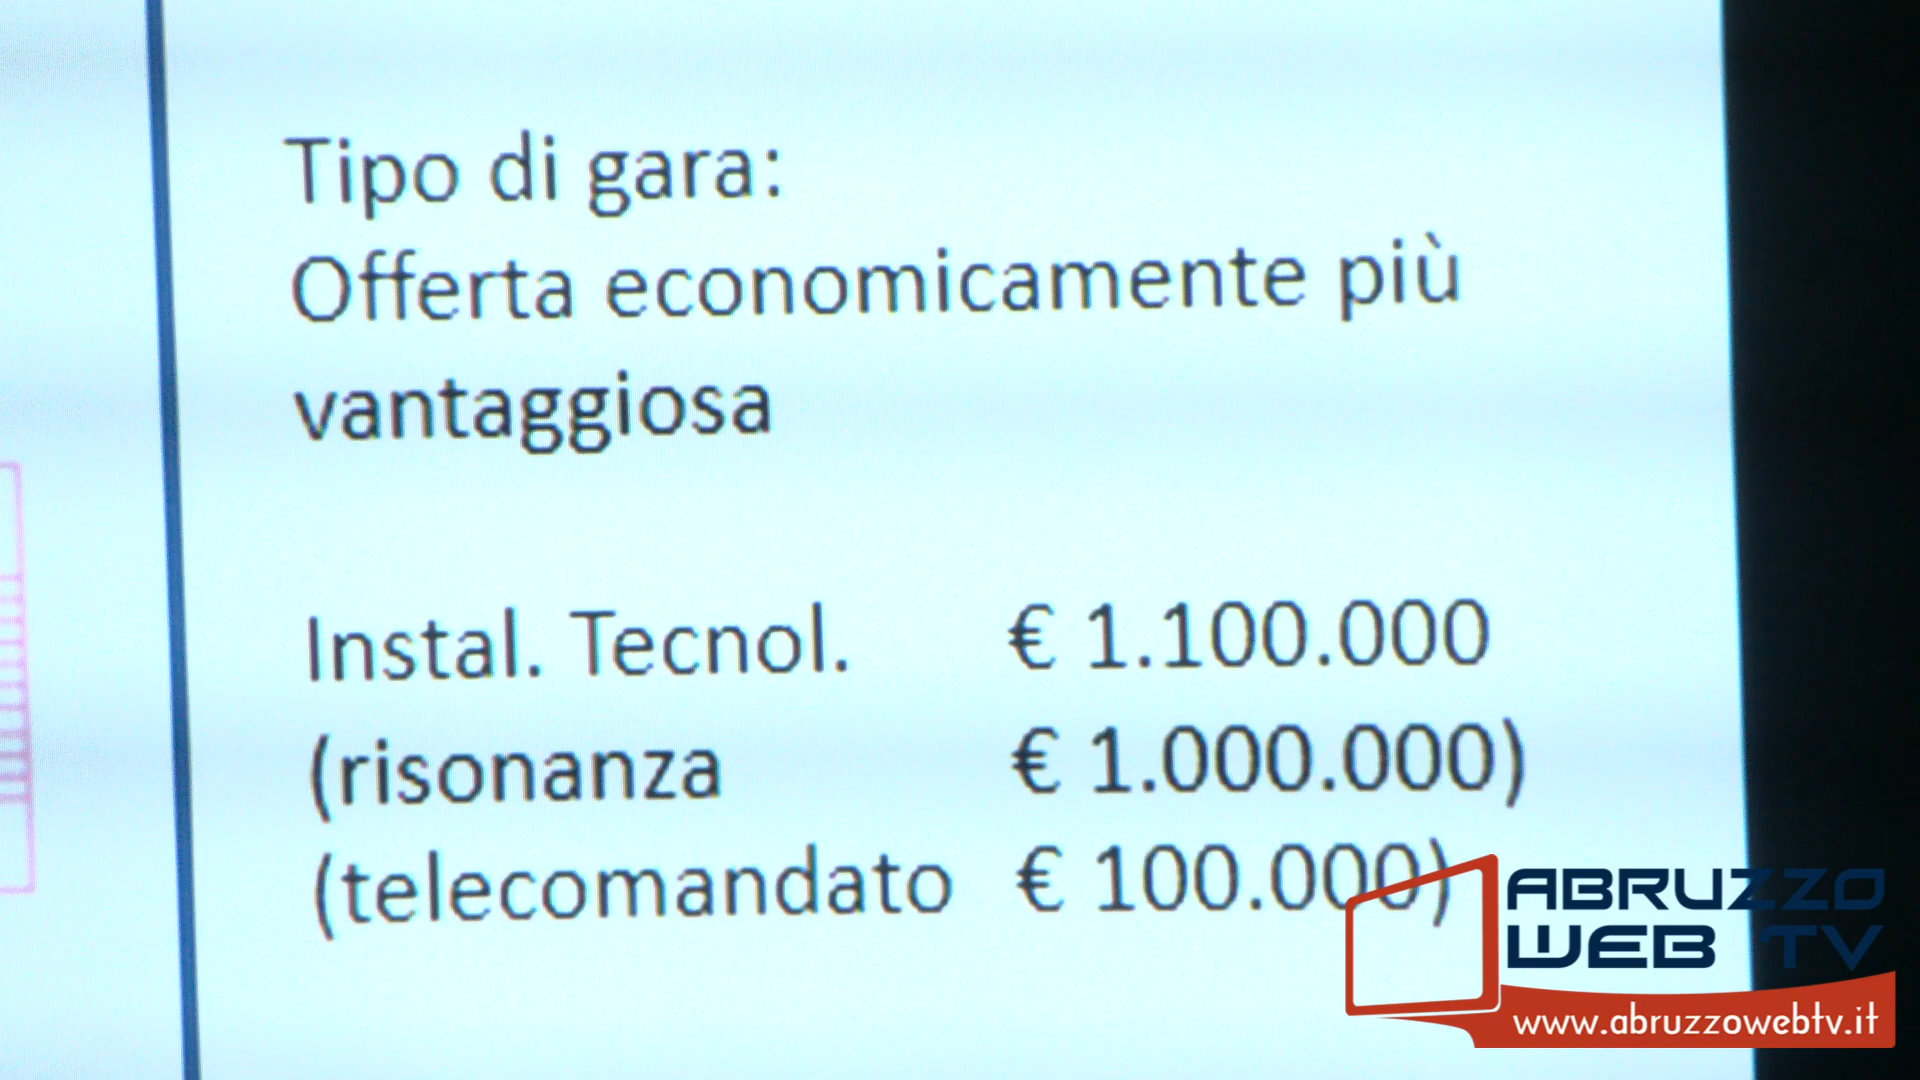 Tipo di gara:
Offerta economicamente più
vantaggiosa
Instal. Tecnol. € 1.100.000
(risonanza € 1.000.000)
(telecomandato € 100.000)
ABRUZZO
WEB TV
www.abruzzowebtv.it